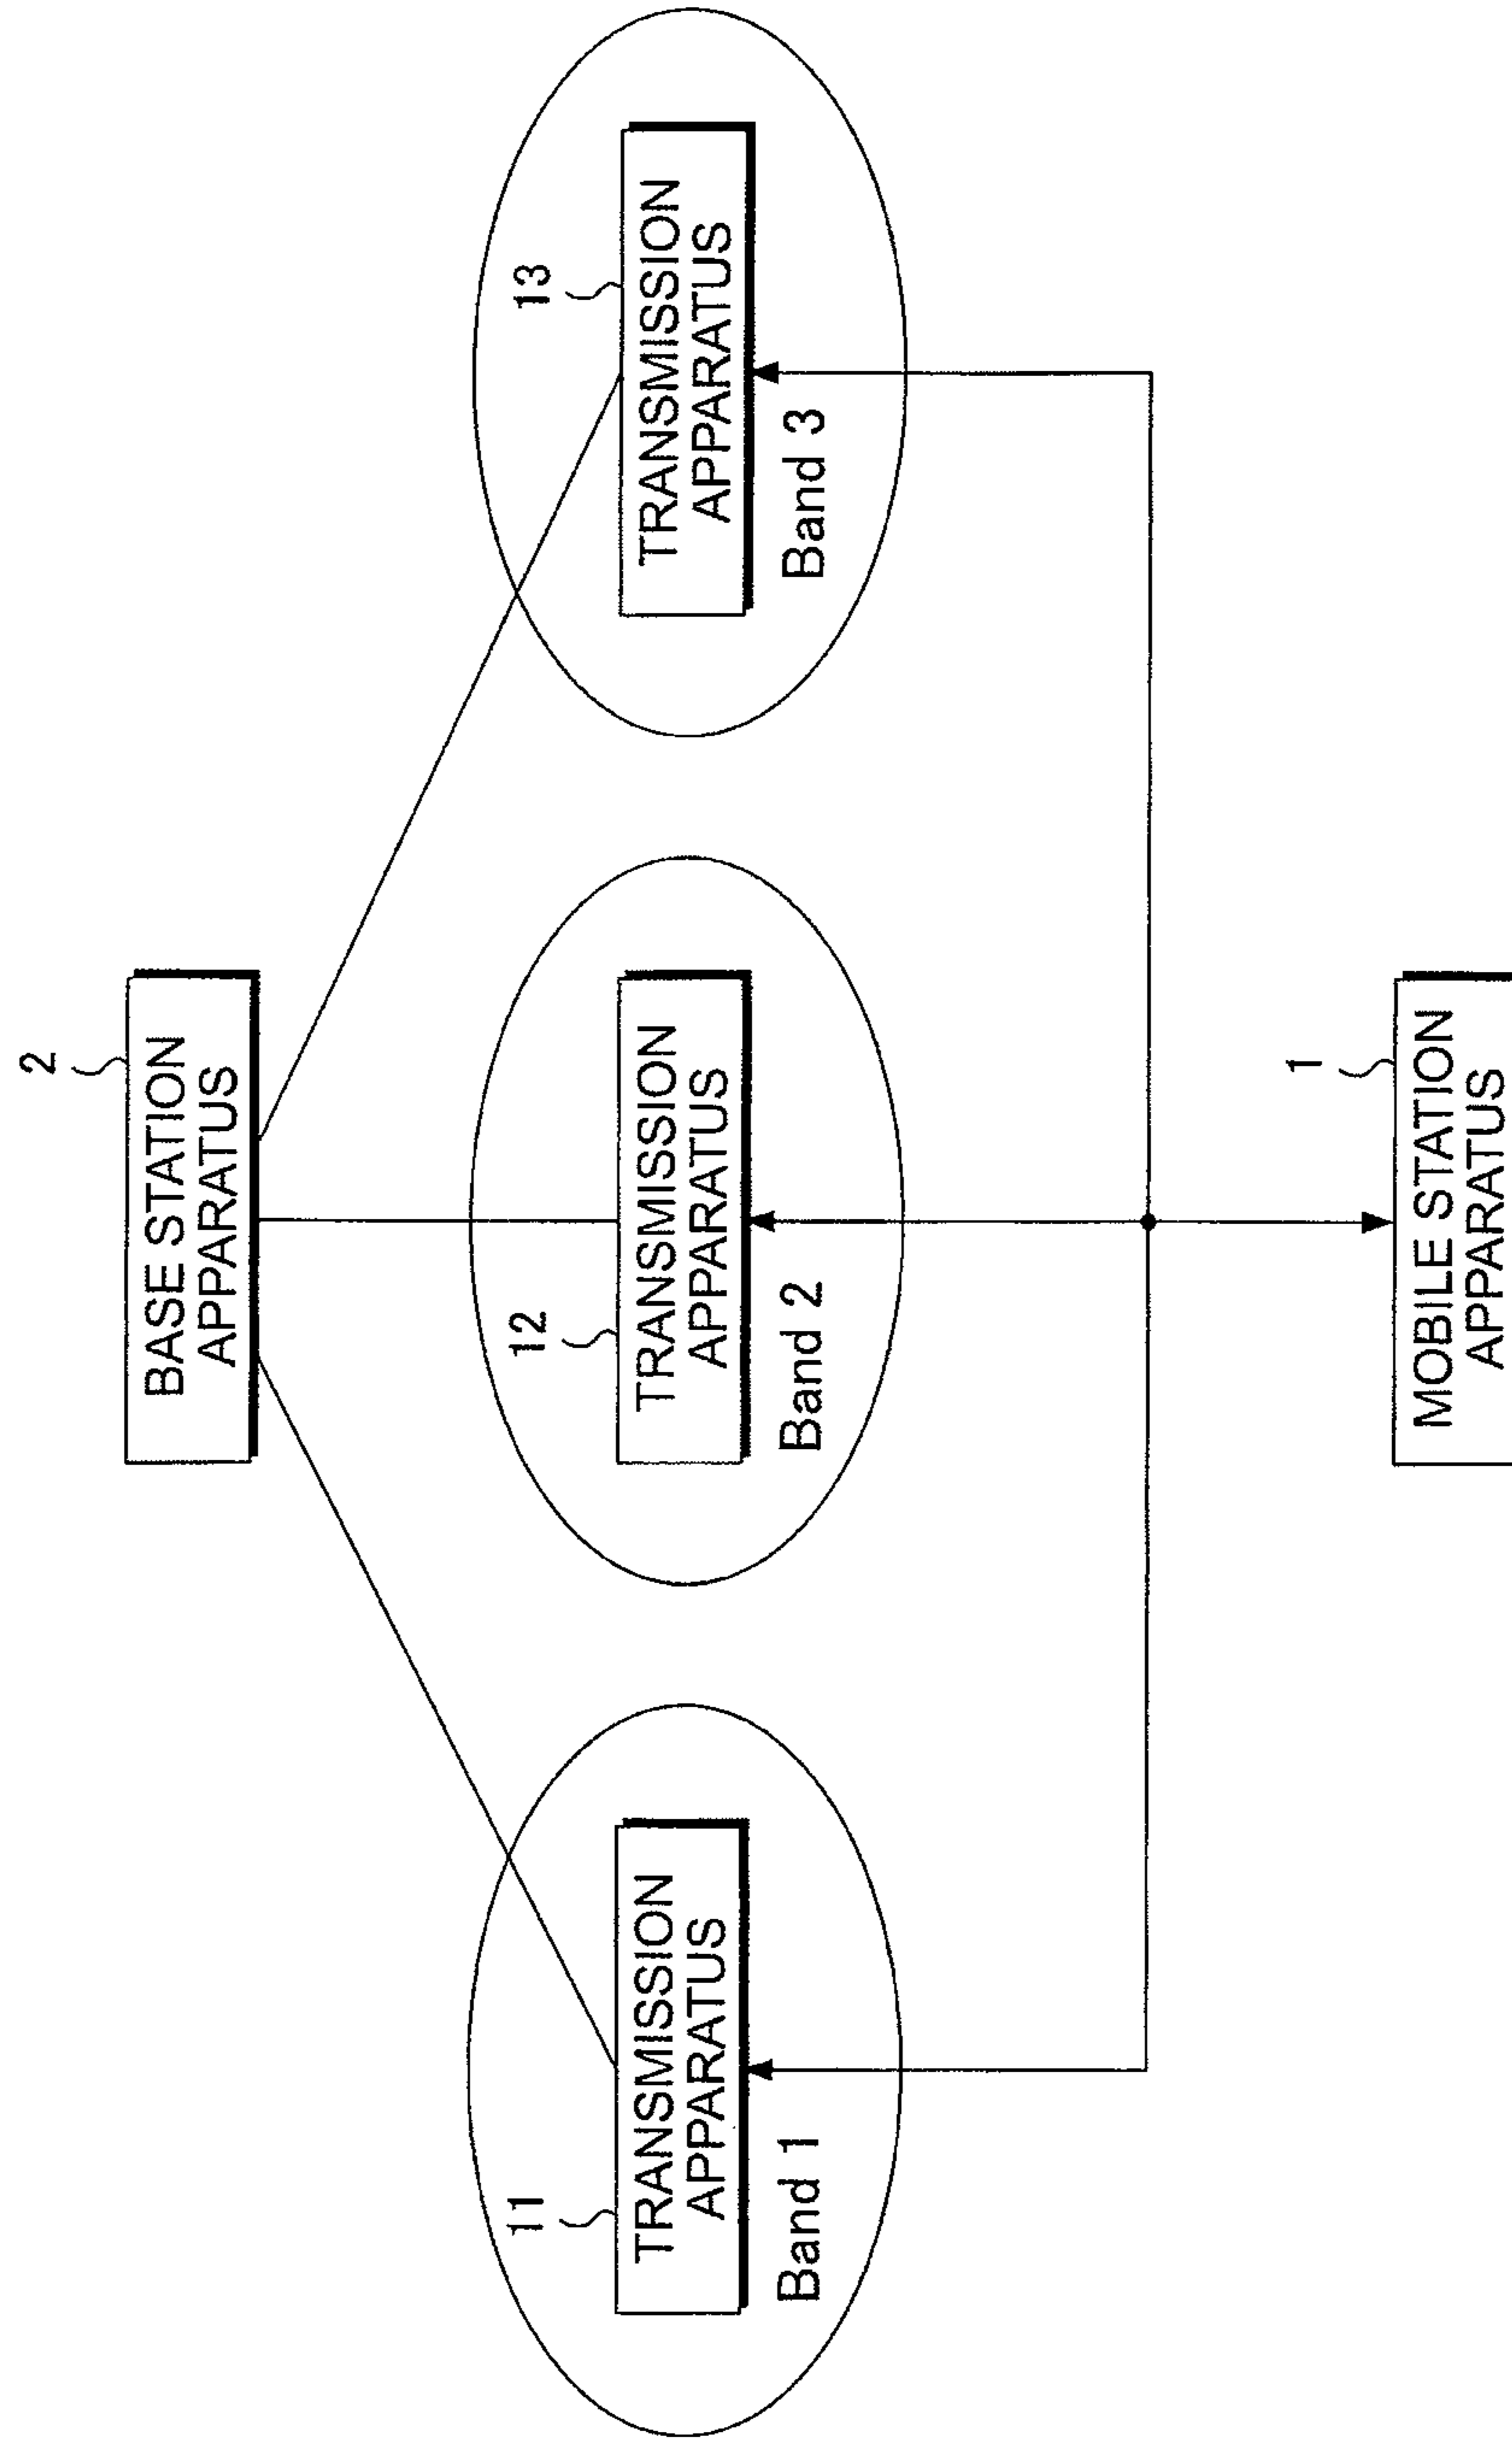 2
BASE STATION
APPARATUS
11
TRANSMISSION
APPARATUS
Band 1
12
TRANSMISSION
APPARATUS
Band 2
13
TRANSMISSION
APPARATUS
Band 3
1
MOBILE STATION
APPARATUS